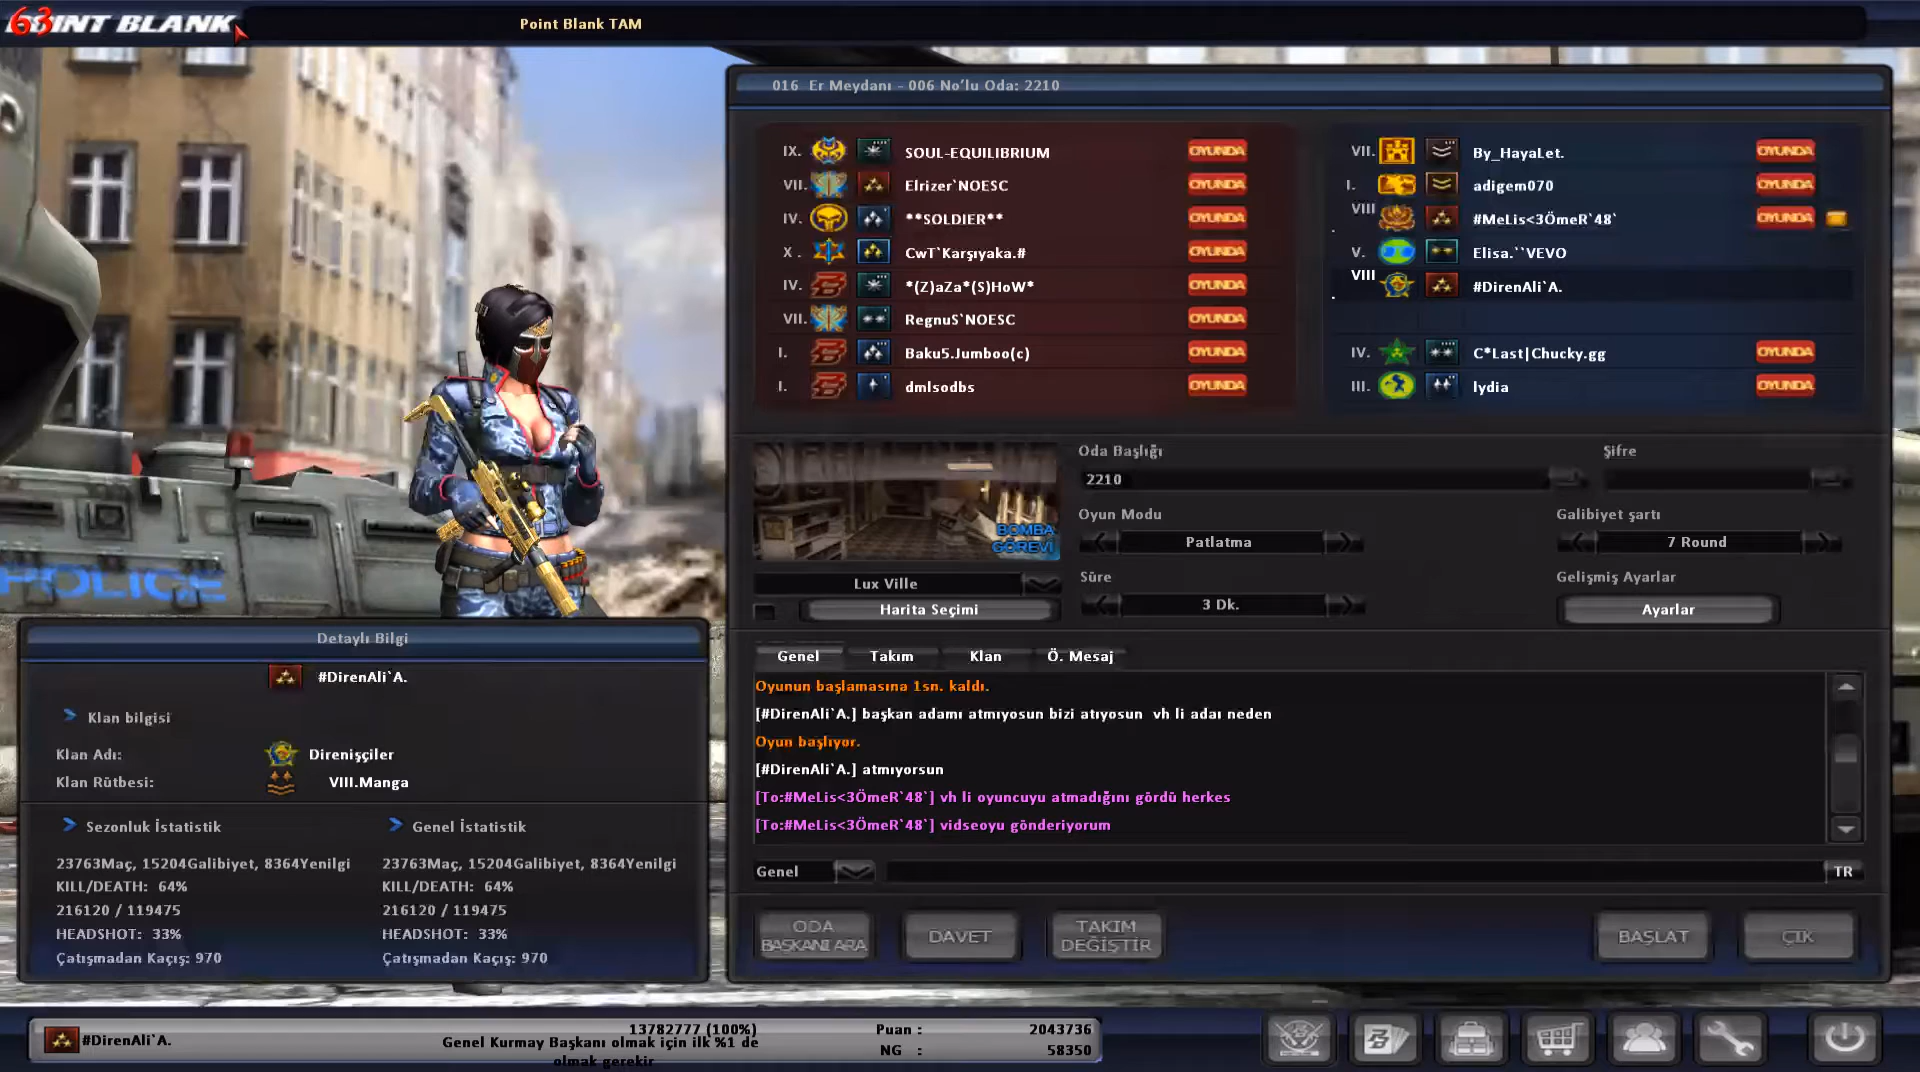 63
POINT BLANK
Point Blank TAM
016 Er Meydanı - 006 No'lu Oda: 2210
IX. SOUL-EQUILIBRIUM OYUNDA
VII. Elrizer`NOESC OYUNDA
IV. **SOLDIER** OYUNDA
X. CwT`Karşıyaka.# OYUNDA
IV. *(Z)aZa*(S)HoW* OYUNDA
VII. RegnuS`NOESC OYUNDA
I. Baku5.Jumboo(c) OYUNDA
I. dmlsodbs OYUNDA
VII. By_HayaLet. OYUNDA
I. adigem070 OYUNDA
VIII. #MeLis<3ÖmeR`48` OYUNDA
V. Elisa.``VEVO
VIII. #DirenAli`A.
IV. C*Last|Chucky.gg OYUNDA
III. lydia OYUNDA
BOMBA
GÖREVİ
Lux Ville
Harita Seçimi
Oda Başlığı
2210
Şifre
Oyun Modu
Patlatma
Galibiyet şartı
7 Round
Süre
3 Dk.
Gelişmiş Ayarlar
Ayarlar
Genel Takım Klan Ö. Mesaj
Oyunun başlamasına 1sn. kaldı.
[#DirenAli`A.] başkan adamı atmıyosun bizi atıyosun vh li adaı neden
Oyun başlıyor.
[#DirenAli`A.] atmıyorsun
[To:#MeLis<3ÖmeR`48`] vh li oyuncuyu atmadığını gördü herkes
[To:#MeLis<3ÖmeR`48`] vidseoyu gönderiyorum
Genel
TR
ODA
BAŞKANI ARA
DAVET
TAKIM
DEĞİŞTİR
BAŞLAT
ÇIK
POLICE
Detaylı Bilgi
#DirenAli`A.
Klan bilgisi
Klan Adı: Direnişçiler
Klan Rütbesi: VIII.Manga
Sezonluk İstatistik
23763Maç, 15204Galibiyet, 8364Yenilgi
KILL/DEATH: 64%
216120 / 119475
HEADSHOT: 33%
Çatışmadan Kaçış: 970
Genel İstatistik
23763Maç, 15204Galibiyet, 8364Yenilgi
KILL/DEATH: 64%
216120 / 119475
HEADSHOT: 33%
Çatışmadan Kaçış: 970
#DirenAli`A.
13782777 (100%)
Genel Kurmay Başkanı olmak için ilk %1 de
olmak gerekir
Puan : 2043736
NG : 58350